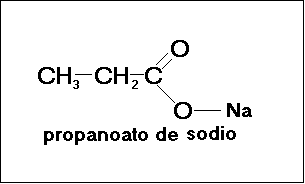 O
CH₃ CH₂ C
O Na
propanoato de sodio